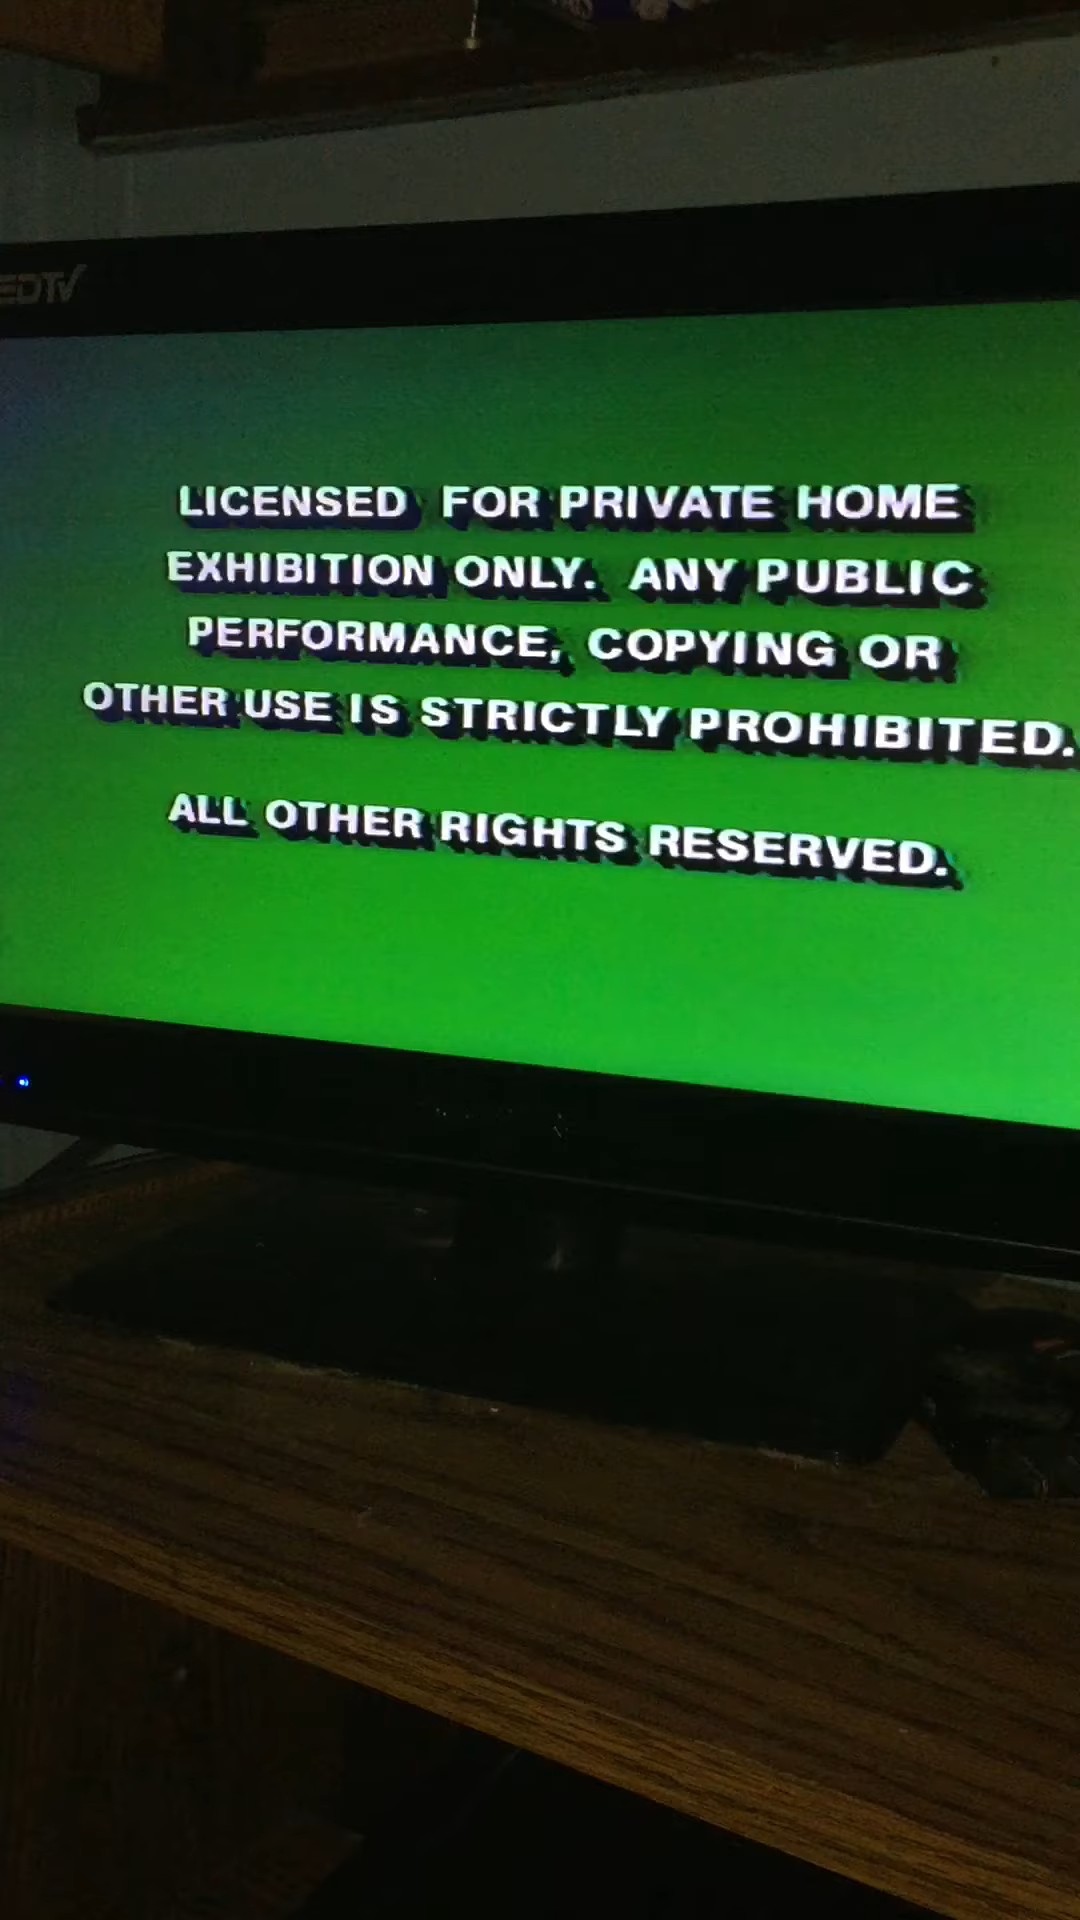 EDTV
LICENSED FOR PRIVATE HOME
EXHIBITION ONLY. ANY PUBLIC
PERFORMANCE, COPYING OR
OTHER USE IS STRICTLY PROHIBITED.
ALL OTHER RIGHTS RESERVED.